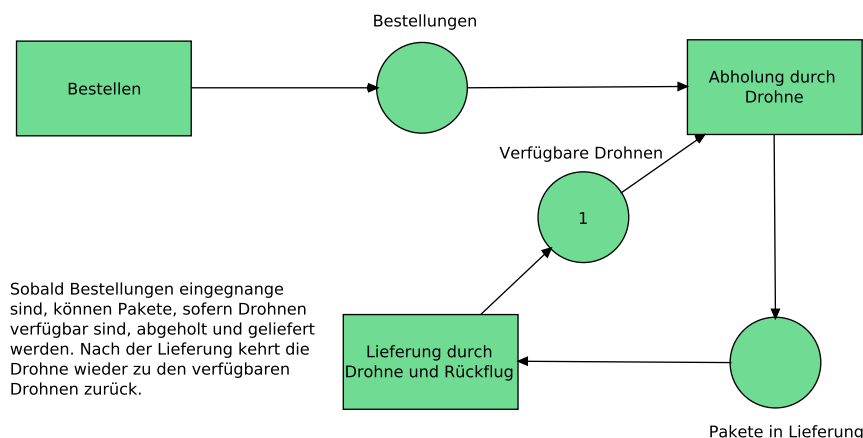 Bestellungen
Bestellen
Abholung durch
Drohne
Verfügbare Drohnen
1
Sobald Bestellungen eingegnange
sind, können Pakete, sofern Drohnen
verfügbar sind, abgeholt und geliefert
werden. Nach der Lieferung kehrt die
Drohne wieder zu den verfügbaren
Drohnen zurück.
Lieferung durch
Drohne und Rückflug
Pakete in Lieferung